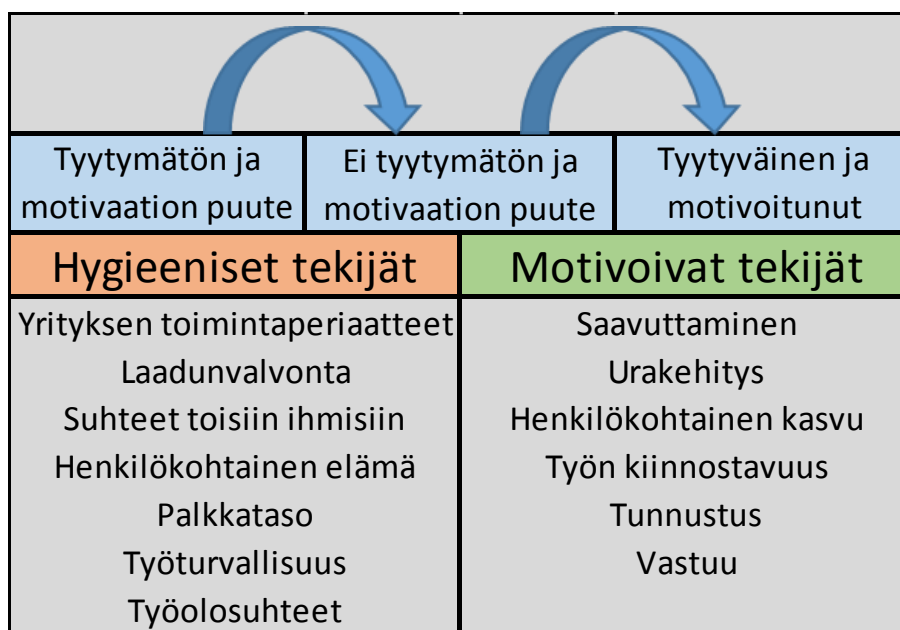 Tyytymätön ja
motivaation puute
Ei tyytymätön ja
motivaation puute
Tyytyväinen ja
motivoitunut
Hygieeniset tekijät
Motivoivat tekijät
Yrityksen toimintaperiaatteet
Laadunvalvonta
Suhteet toisiin ihmisiin
Henkilökohtainen elämä
Palkkataso
Työturvallisuus
Työolosuhteet
Saavuttaminen
Urakehitys
Henkilökohtainen kasvu
Työn kiinnostavuus
Tunnustus
Vastuu